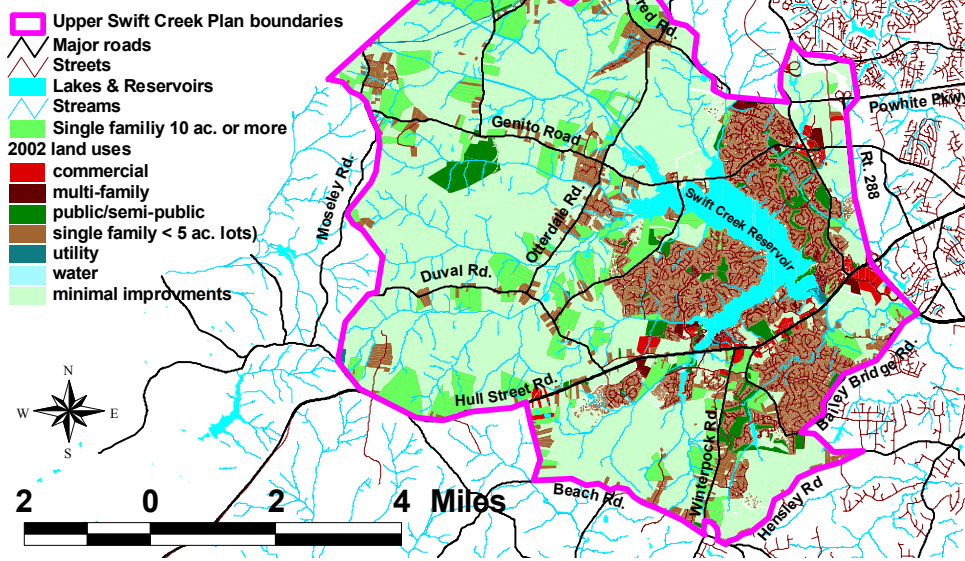 Upper Swift Creek Plan boundaries
Major roads
Streets
Lakes & Reservoirs
Streams
Single familiy 10 ac. or more
2002 land uses
commercial
multi-family
public/semi-public
single family < 5 ac. lots)
utility
water
minimal improvments
red Rd.
Powhite Pkwy
Genito Road
Rt. 288
Moseley Rd.
Otterdale Rd.
Swift Creek Reservoir
Duval Rd.
Hull Street Rd.
Bailey Bridge Rd.
Winterpock Rd.
Beach Rd.
Hensley Rd
N
W E
S
2 0 2 4 Miles